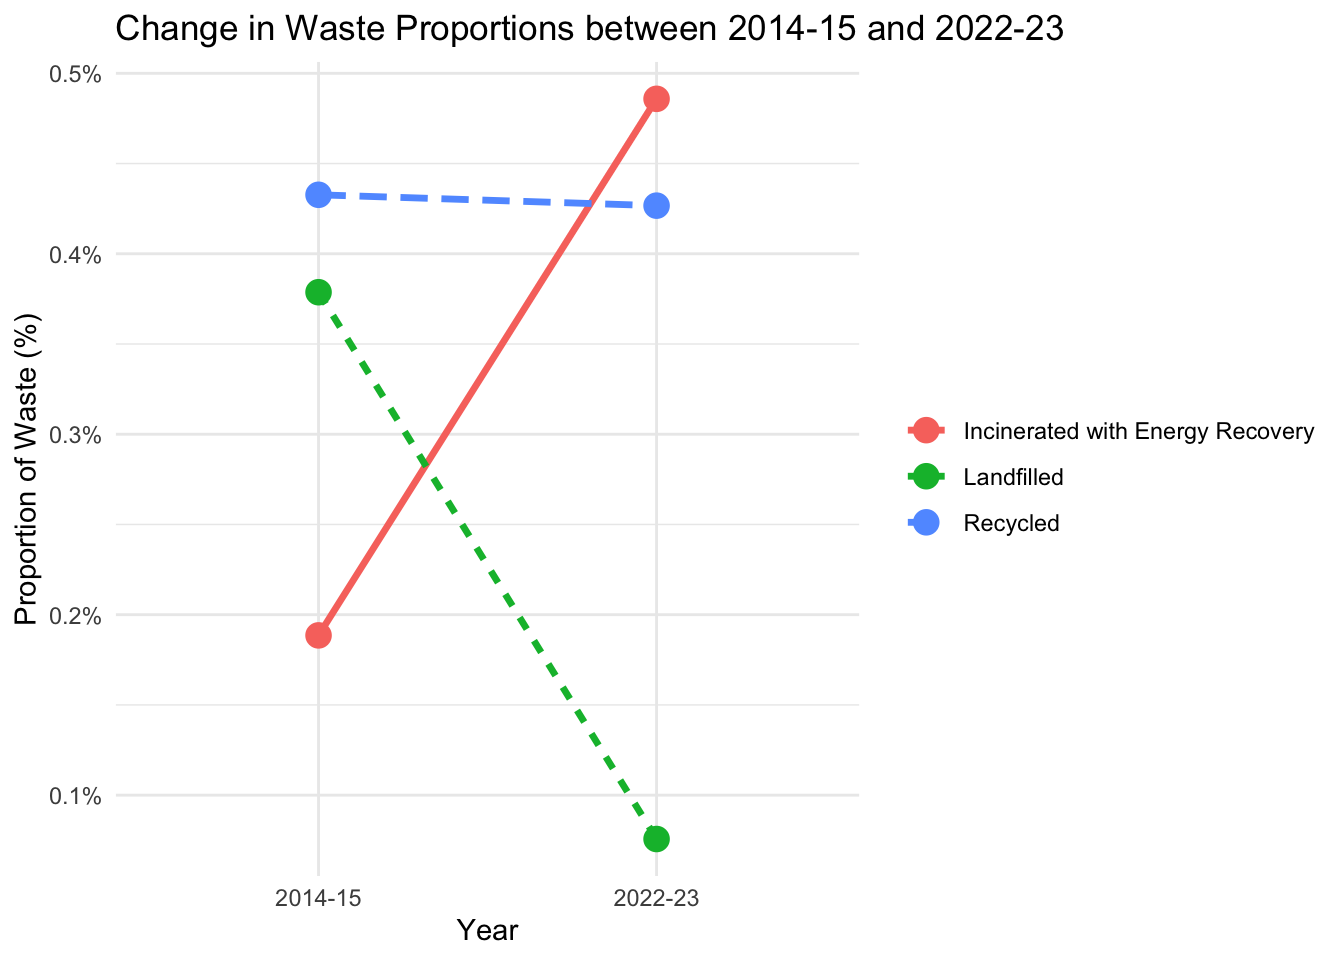 Change in Waste Proportions between 2014-15 and 2022-23
0.5%
0.4%
0.3%
0.2%
0.1%
Proportion of Waste (%)
2014-15
2022-23
Year
Incinerated with Energy Recovery
Landfilled
Recycled